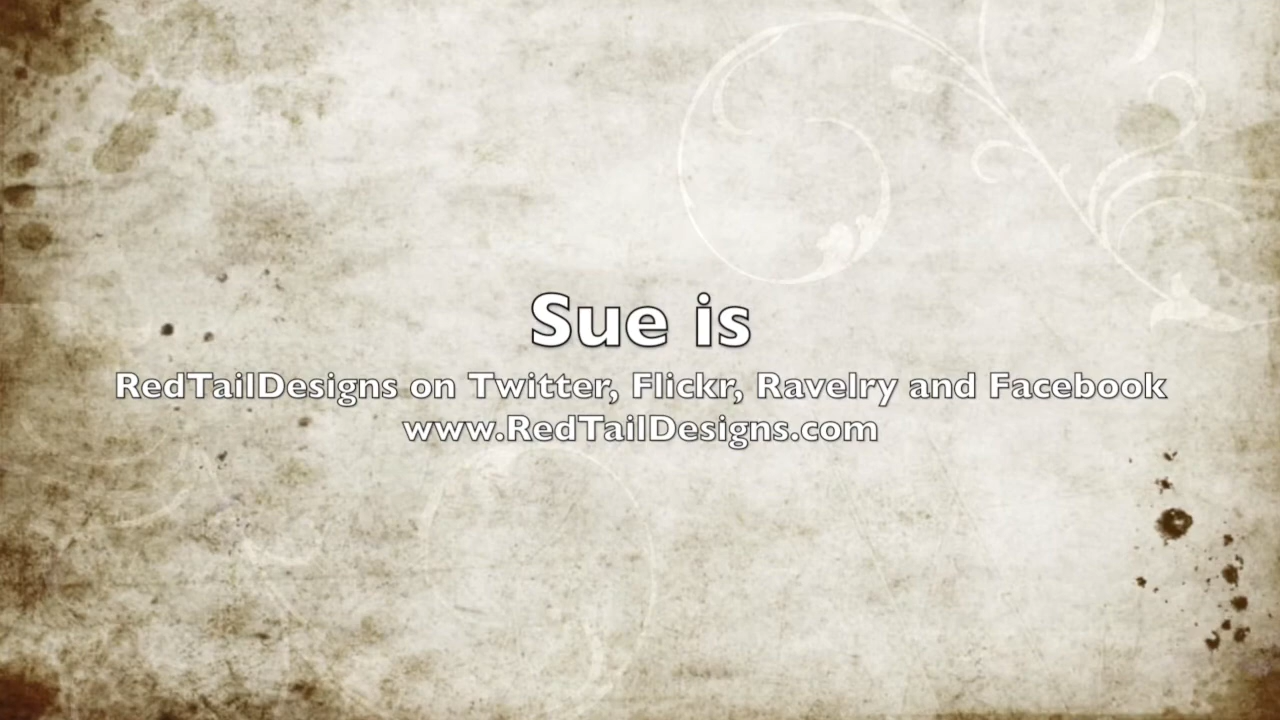 Sue is
RedTailDesigns on Twitter, Flickr, Ravelry and Facebook
www.RedTailDesigns.com